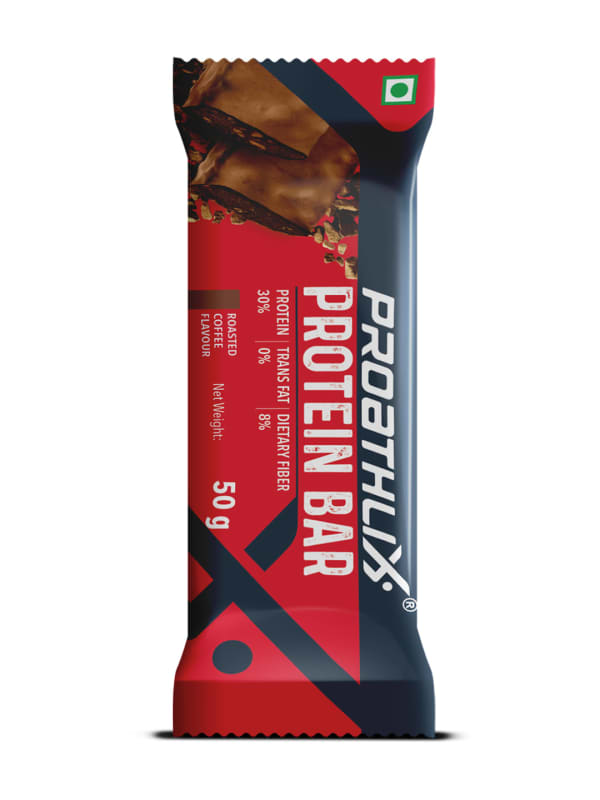 PROATHLIX®
PROTEIN BAR
PROTEIN | TRANS FAT | DIETARY FIBER
30% | 0% | 8%
ROASTED
COFFEE
FLAVOUR
Net Weight:
50 g